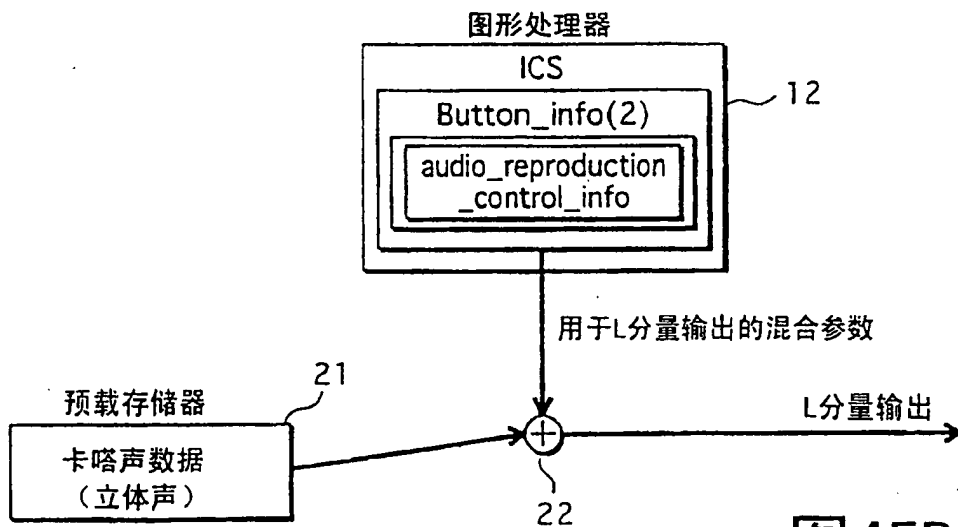 图形处理器
ICS
12
Button_info(2)
audio_reproduction
_control_info
用于L分量输出的混合参数
预载存储器
21
L分量输出
卡嗒声数据
（立体声）
22